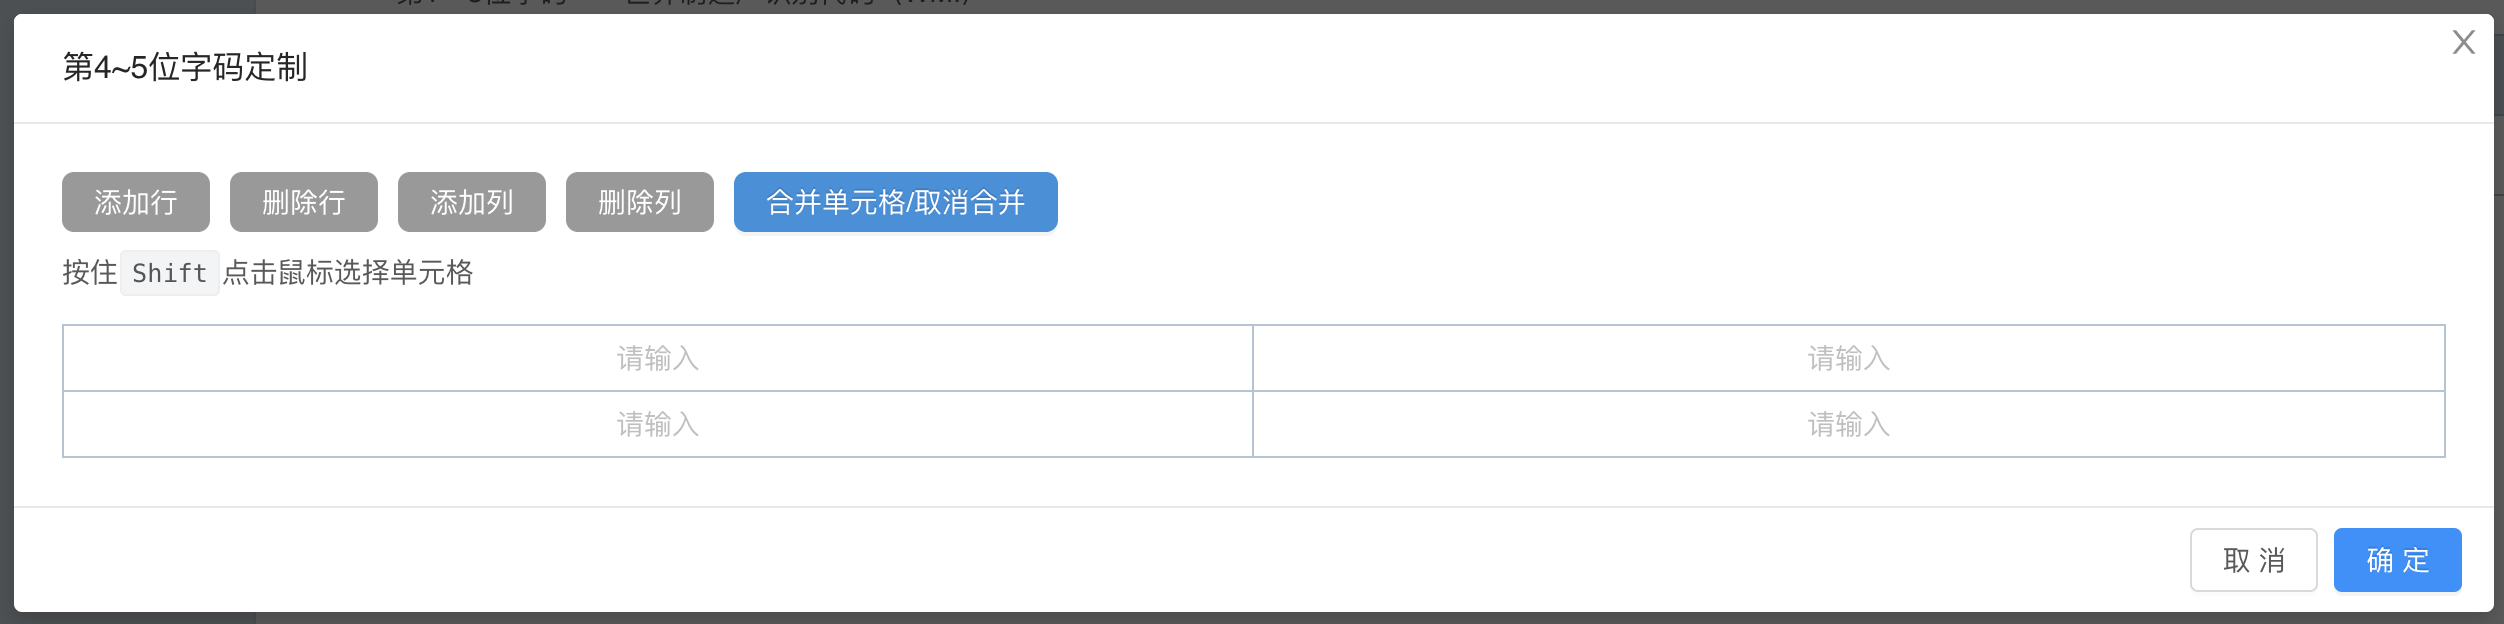 第4~5位字码定制
X
添加行 删除行 添加列 删除列 合并单元格/取消合并
按住 Shift 点击鼠标选择单元格
请输入 请输入
请输入 请输入
取消 确定